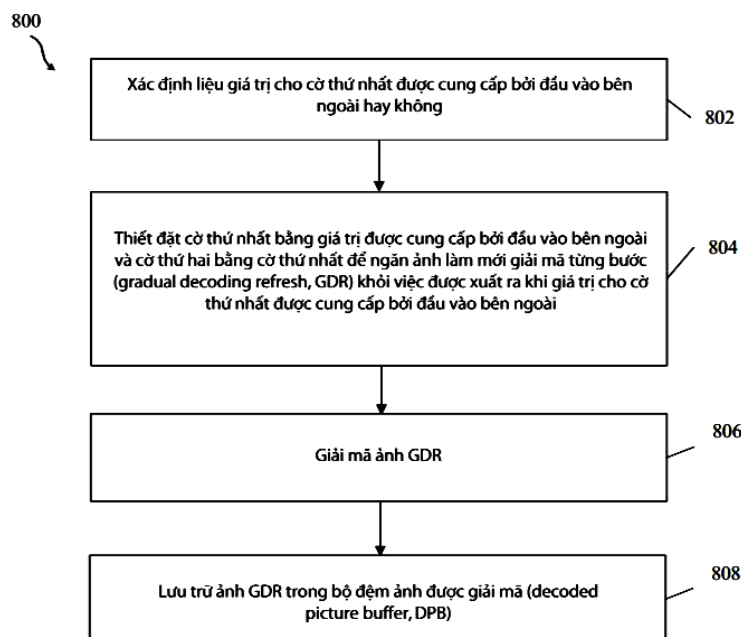 800
Xác định liệu giá trị cho cờ thứ nhất được cung cấp bởi đầu vào bên
ngoài hay không
802
Thiết đặt cờ thứ nhất bằng giá trị được cung cấp bởi đầu vào bên ngoài
và cờ thứ hai bằng cờ thứ nhất để ngăn ảnh làm mới giải mã từng bước
(gradual decoding refresh, GDR) khỏi việc được xuất ra khi giá trị cho cờ
thứ nhất được cung cấp bởi đầu vào bên ngoài
804
Giải mã ảnh GDR
806
Lưu trữ ảnh GDR trong bộ đệm ảnh được giải mã (decoded
picture buffer, DPB)
808